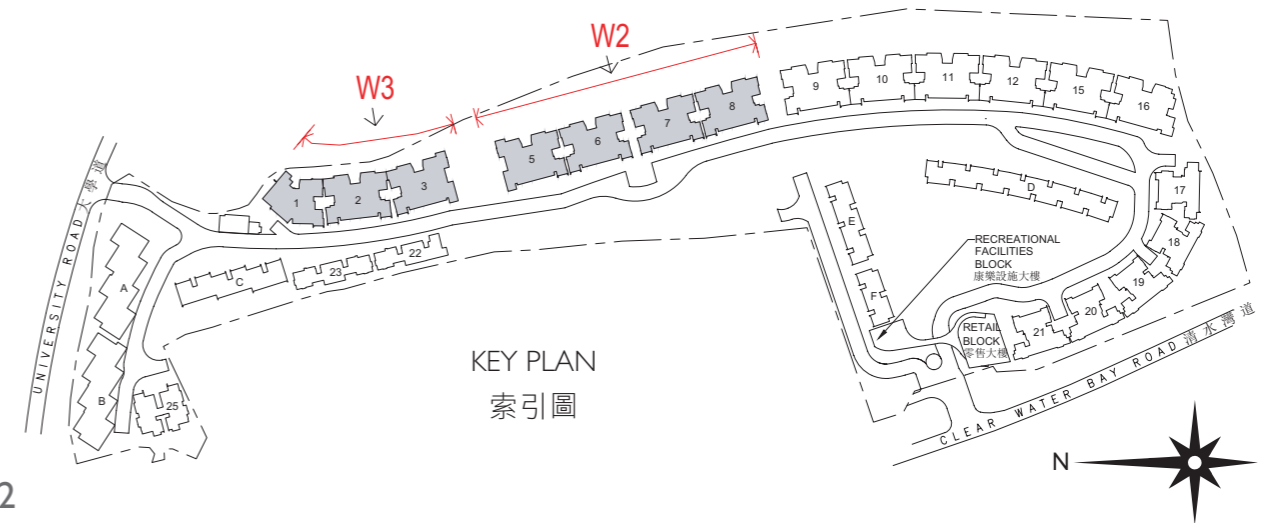 W2
W3
1
2
3
5
6
7
8
9
10
11
12
15
16
17
18
19
20
21
22
23
25
A
B
C
D
E
F
RECREATIONAL
FACILITIES
BLOCK
康樂設施大樓
RETAIL
BLOCK
零售大樓
UNIVERSITY ROAD 大學道
CLEAR WATER BAY ROAD 清水灣道
KEY PLAN
索引圖
N
2